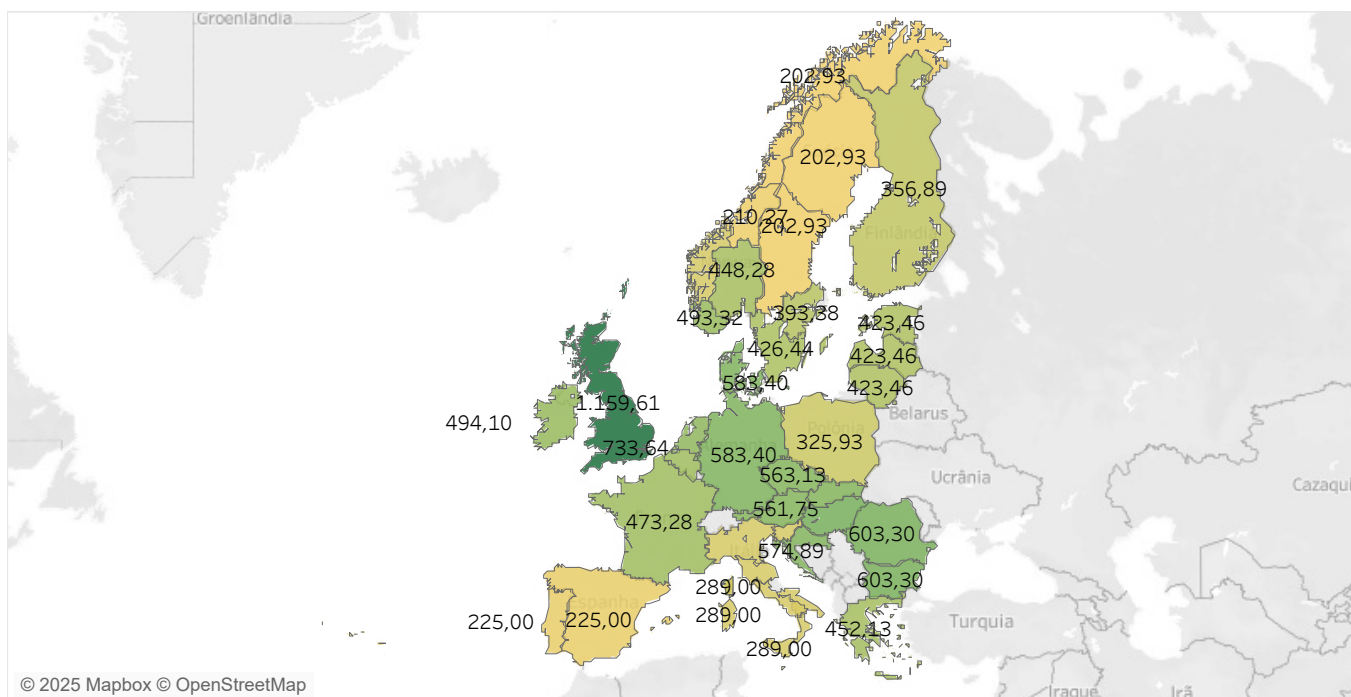 Groenlândia
202,93
202,93
356,89
210,27
202,93
Finlândia
448,28
493,32
393,38
423,46
426,44
423,46
583,40
423,46
1.159,61
Belarus
494,10
Polônia
733,64
325,93
583,40
563,13
Ucrânia
Cazaqui
561,75
473,28
603,30
574,89
603,30
289,00
Espanha
225,00
225,00
289,00
452,13
Turquia
289,00
© 2025 Mapbox © OpenStreetMap
Iraque
Irã